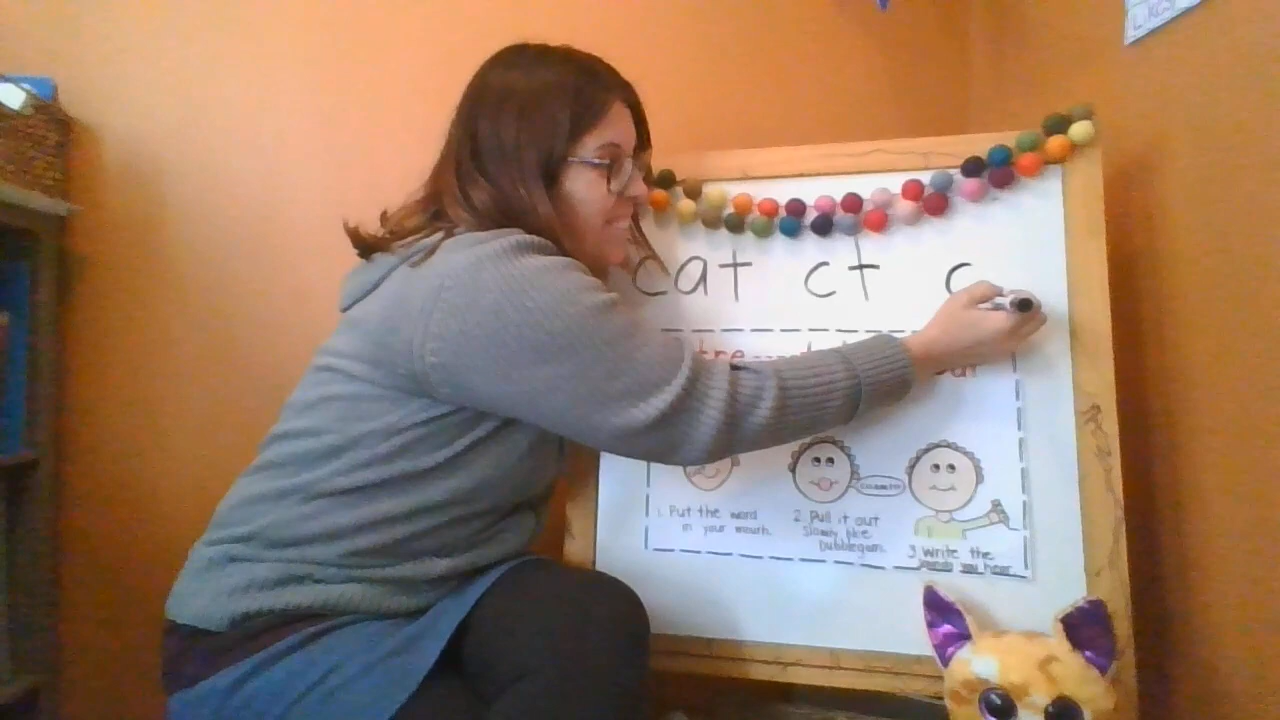 cat ct c
1. Put the word
in your mouth.
2. Pull it out
slowly like
bubblegum.
3. Write the
sounds you hear.